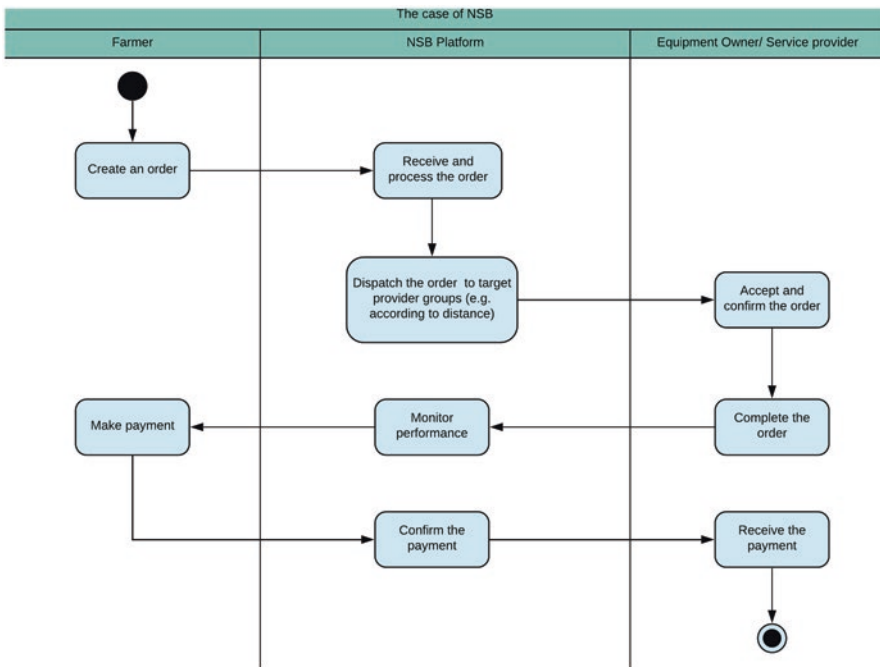 The case of NSB
Farmer
NSB Platform
Equipment Owner/ Service provider
Create an order
Receive and
process the order
Dispatch the order to target
provider groups (e.g.
according to distance)
Accept and
confirm the order
Make payment
Monitor
performance
Complete the
order
Confirm the
payment
Receive the
payment